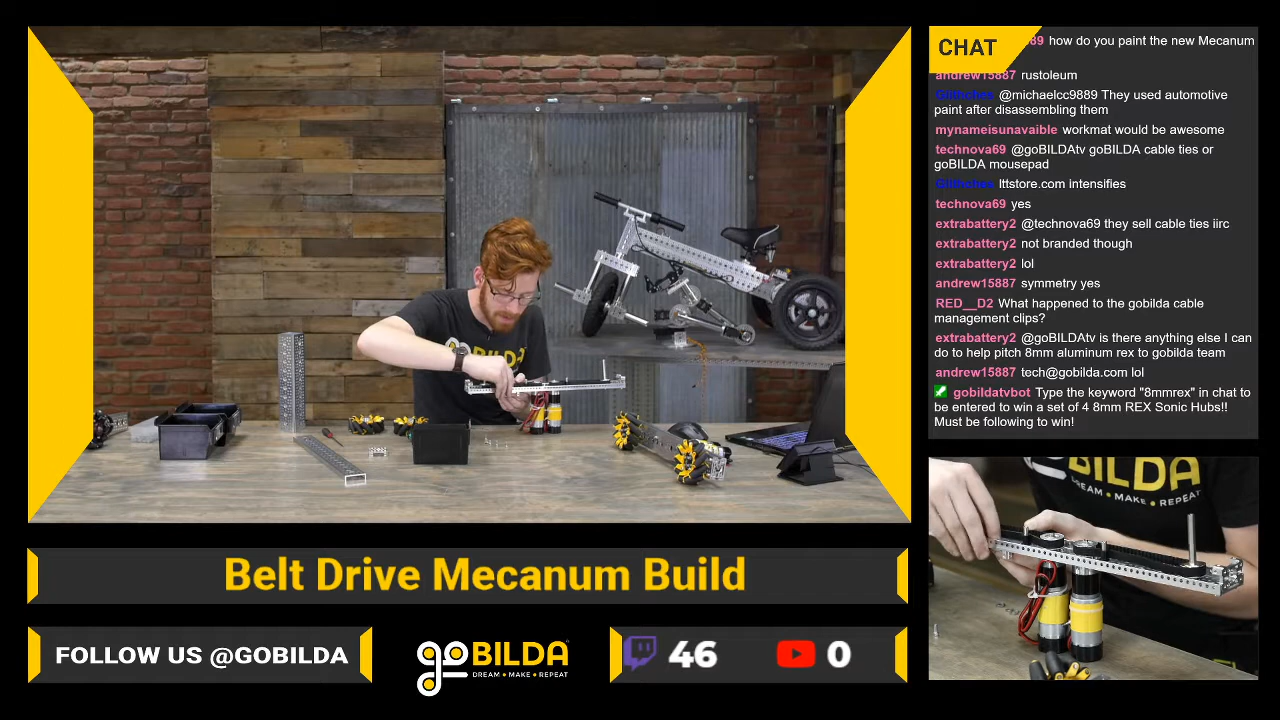 CHAT
89 how do you paint the new Mecanum
andrew15887 rustoleum
@michaelcc9889 They used automotive
paint after disassembling them
mynameisunavaible workmat would be awesome
technova69 @goBILDAtv goBILDA cable ties or
goBILDA mousepad
lttstore.com intensifies
technova69 yes
extrabattery2 @technova69 they sell cable ties iirc
extrabattery2 not branded though
extrabattery2 lol
andrew15887 symmetry yes
RED__D2 What happened to the gobilda cable
management clips?
extrabattery2 @goBILDAtv is there anything else I can
do to help pitch 8mm aluminum rex to gobilda team
andrew15887 tech@gobilda.com lol
gobildatvbot Type the keyword "8mmrex" in chat to
be entered to win a set of 4 8mm REX Sonic Hubs!!
Must be following to win!
goBILDA
BILDA
DREAM • MAKE • REPEAT
Belt Drive Mecanum Build
FOLLOW US @GOBILDA
goBILDA
DREAM • MAKE • REPEAT
46
0